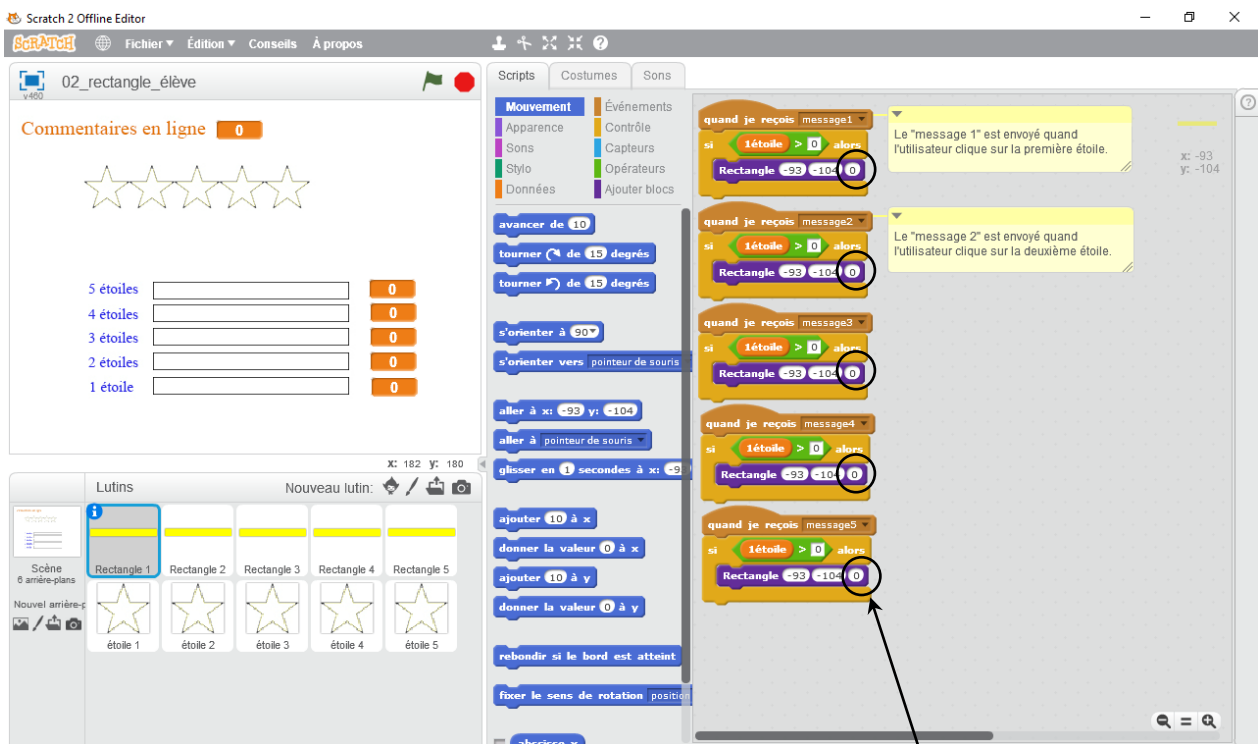 Scratch 2 Offline Editor
SCRATCH Fichier Édition Conseils À propos
v460
02_rectangle_élève
Commentaires en ligne 0
5 étoiles 0
4 étoiles 0
3 étoiles 0
2 étoiles 0
1 étoile 0
X: 182 Y: 180
Lutins Nouveau lutin:
Scène
6 arrière-plans
Nouvel arrière-p
Rectangle 1 Rectangle 2 Rectangle 3 Rectangle 4 Rectangle 5
étoile 1 étoile 2 étoile 3 étoile 4 étoile 5
Scripts Costumes Sons
Mouvement Événements
Apparence Contrôle
Sons Capteurs
Stylo Opérateurs
Données Ajouter blocs
avancer de 10
tourner de 15 degrés
tourner de 15 degrés
s'orienter à 90
s'orienter vers pointeur de souris
aller à x: -93 y: -104
aller à pointeur de souris
glisser en 1 secondes à x: -9
ajouter 10 à x
donner la valeur 0 à x
ajouter 10 à y
donner la valeur 0 à y
rebondir si le bord est atteint
fixer le sens de rotation position
abscisse x
quand je reçois message1
si 1étoile > 0 alors
Rectangle -93 -104 0
Le "message 1" est envoyé quand
l'utilisateur clique sur la première étoile.
quand je reçois message2
si 1étoile > 0 alors
Rectangle -93 -104 0
Le "message 2" est envoyé quand
l'utilisateur clique sur la deuxième étoile.
quand je reçois message3
si 1étoile > 0 alors
Rectangle -93 -104 0
quand je reçois message4
si 1étoile > 0 alors
Rectangle -93 -104 0
quand je reçois message5
si 1étoile > 0 alors
Rectangle -93 -104 0
x: -93
y: -104